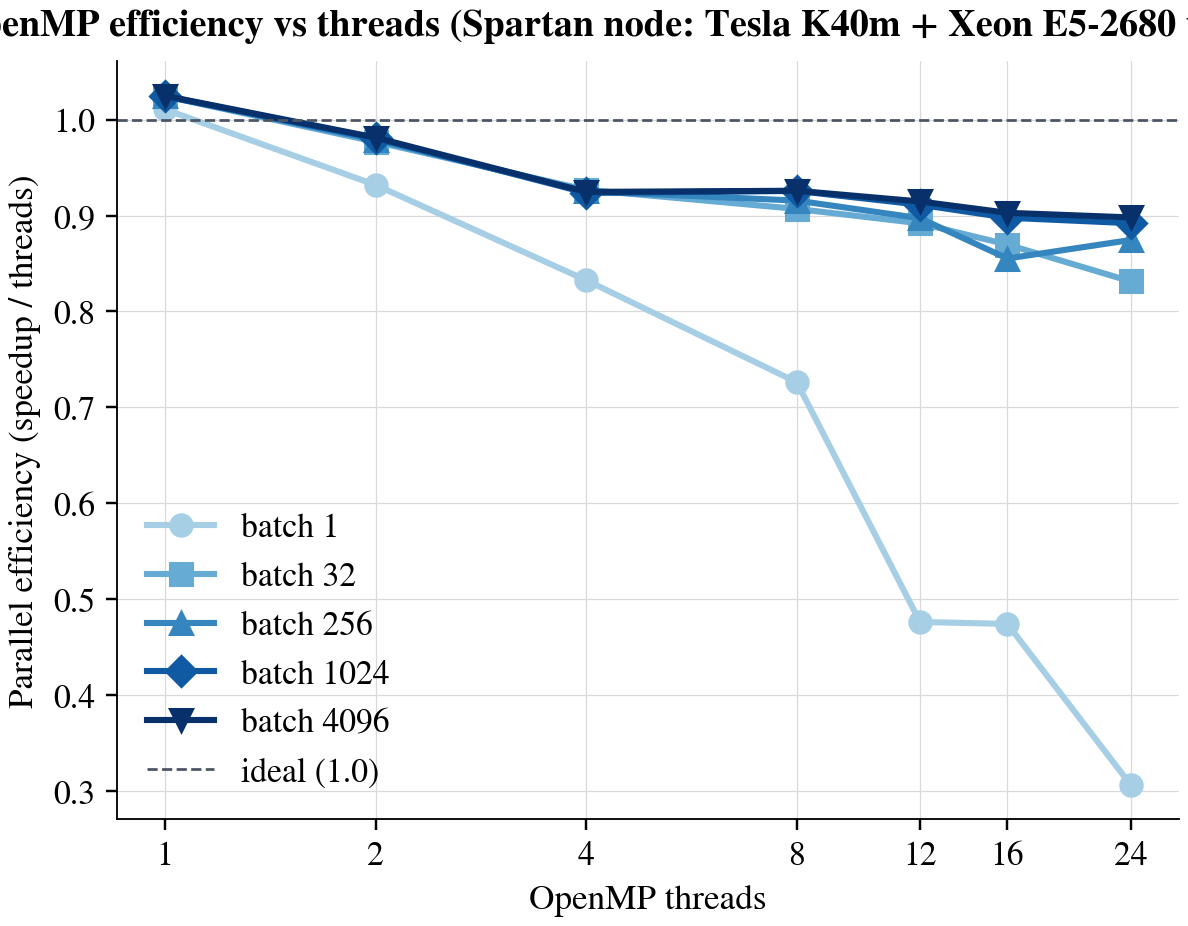 enMP efficiency vs threads (Spartan node: Tesla K40m + Xeon E5-2680
Parallel efficiency (speedup / threads)
1.0
0.9
0.8
0.7
0.6
0.5
0.4
0.3
batch 1
batch 32
batch 256
batch 1024
batch 4096
ideal (1.0)
1 2 4 8 12 16 24
OpenMP threads